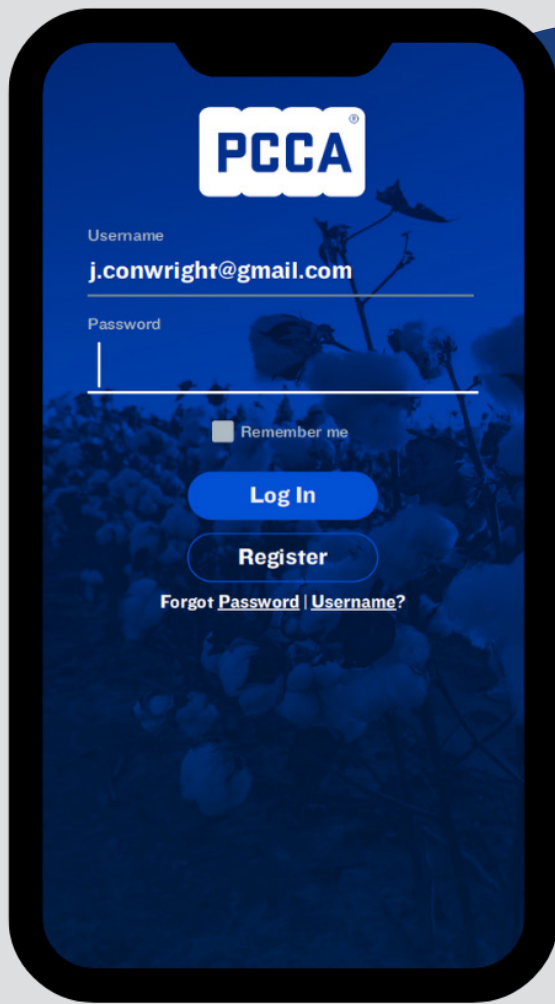 PCCA®
Username
j.conwright@gmail.com
Password
Remember me
Log In
Register
Forgot Password | Username?